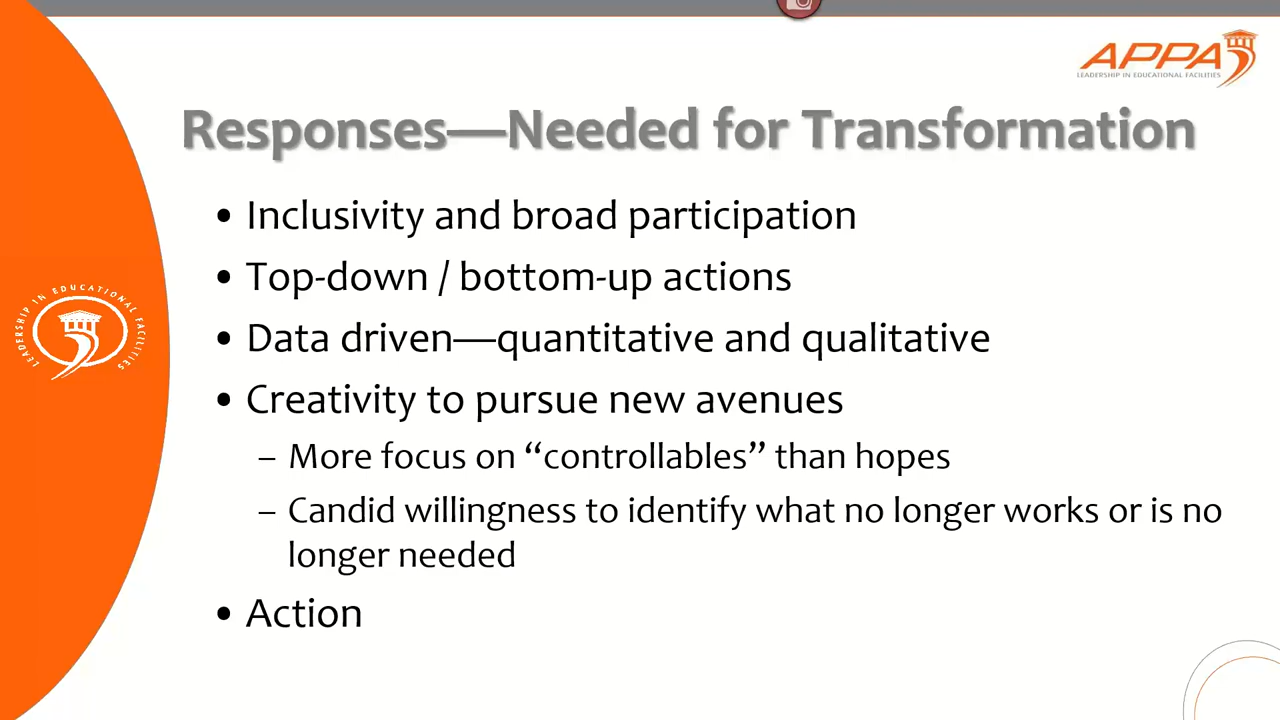 APPA
LEADERSHIP IN EDUCATIONAL FACILITIES
Responses—Needed for Transformation
• Inclusivity and broad participation
• Top-down / bottom-up actions
• Data driven—quantitative and qualitative
• Creativity to pursue new avenues
– More focus on “controllables” than hopes
– Candid willingness to identify what no longer works or is no
longer needed
• Action
LEADERSHIP IN EDUCATIONAL FACILITIES